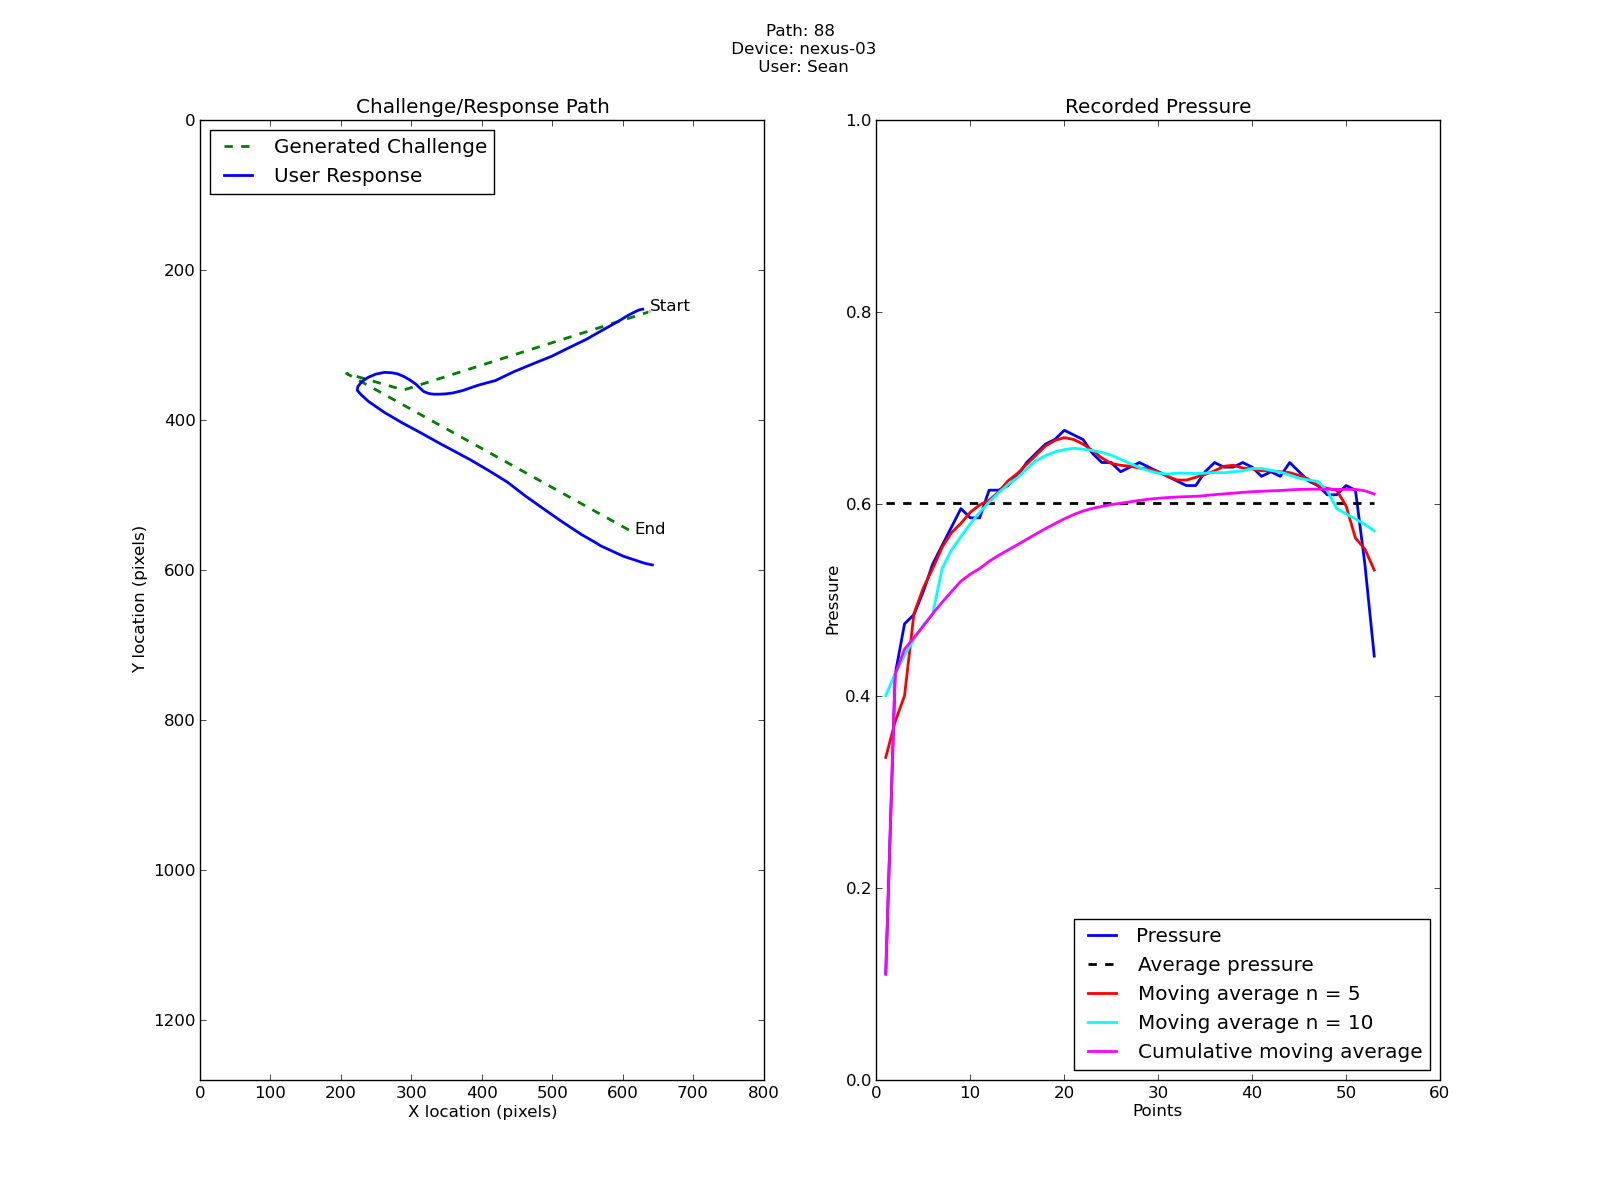 Path: 88
Device: nexus-03
User: Sean
Challenge/Response Path
Generated Challenge
User Response
Start
End
0
200
400
600
800
1000
1200
Y location (pixels)
0 100 200 300 400 500 600 700 800
X location (pixels)
Recorded Pressure
1.0
0.8
0.6
0.4
0.2
0.0
Pressure
Pressure
Average pressure
Moving average n = 5
Moving average n = 10
Cumulative moving average
0 10 20 30 40 50 60
Points